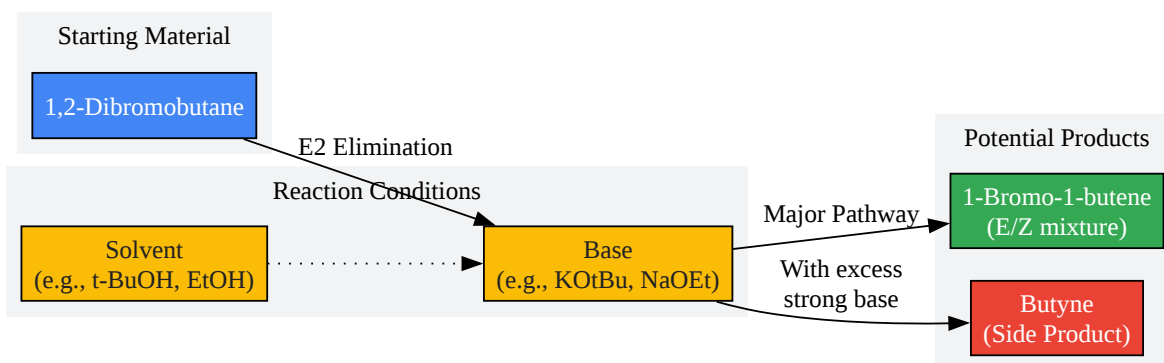 Starting Material
1,2-Dibromobutane
E2 Elimination
Reaction Conditions
Solvent
(e.g., t-BuOH, EtOH)
Base
(e.g., KOtBu, NaOEt)
Major Pathway
With excess
strong base
Potential Products
1-Bromo-1-butene
(E/Z mixture)
Butyne
(Side Product)